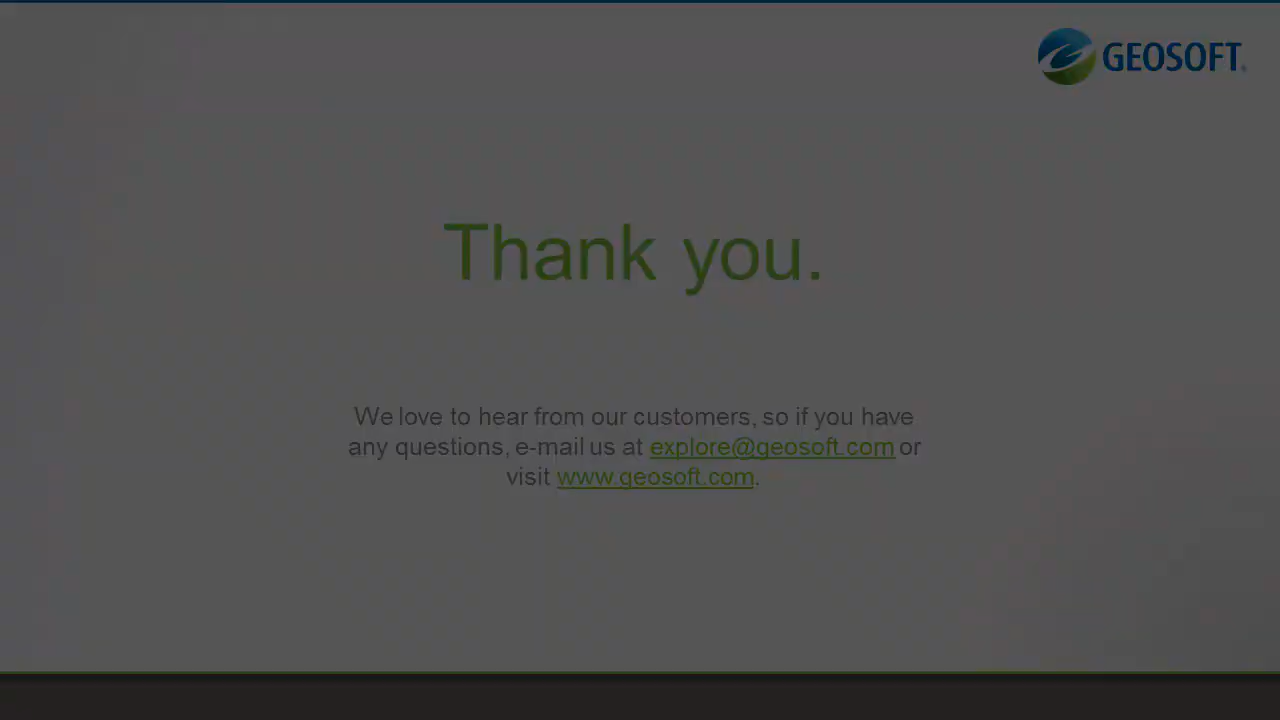 GEOSOFT
Thank you.
We love to hear from our customers, so if you have
any questions, e-mail us at explore@geosoft.com or
visit www.geosoft.com.